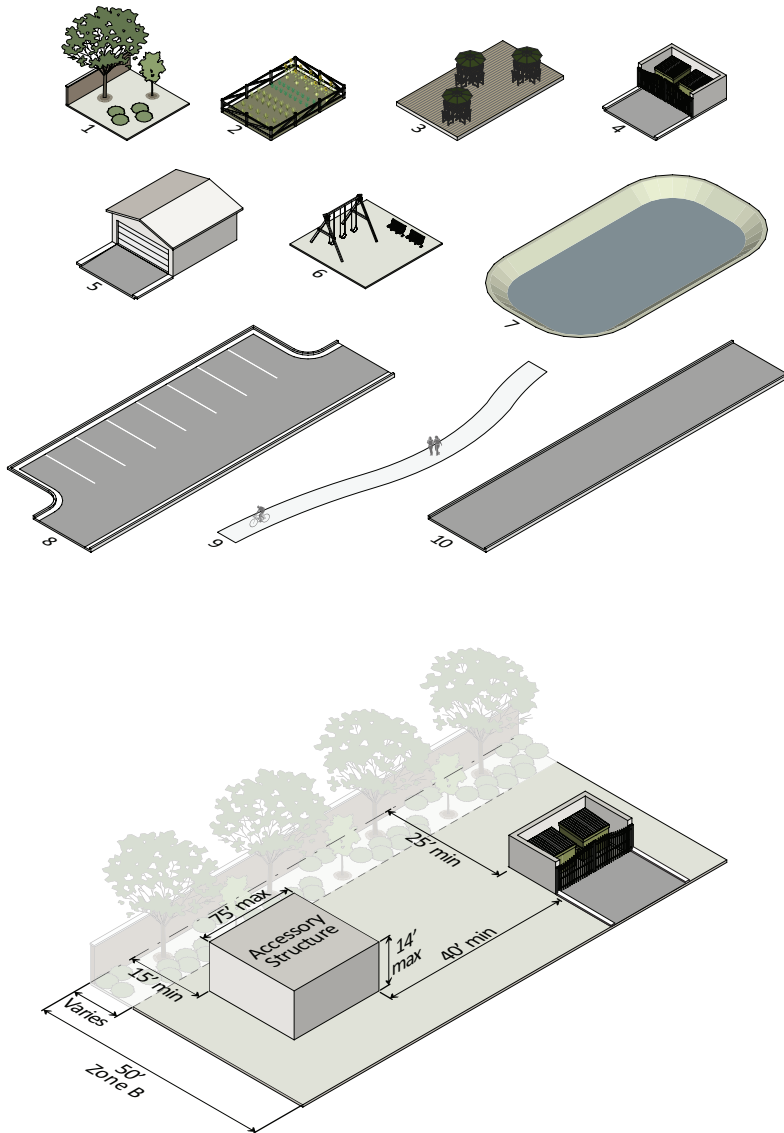 1
2
3
4
5
6
7
8
9
10
25’ min
75’ max
Accessory
Structure
14’
max
40’ min
15’ min
Varies
50’
Zone B